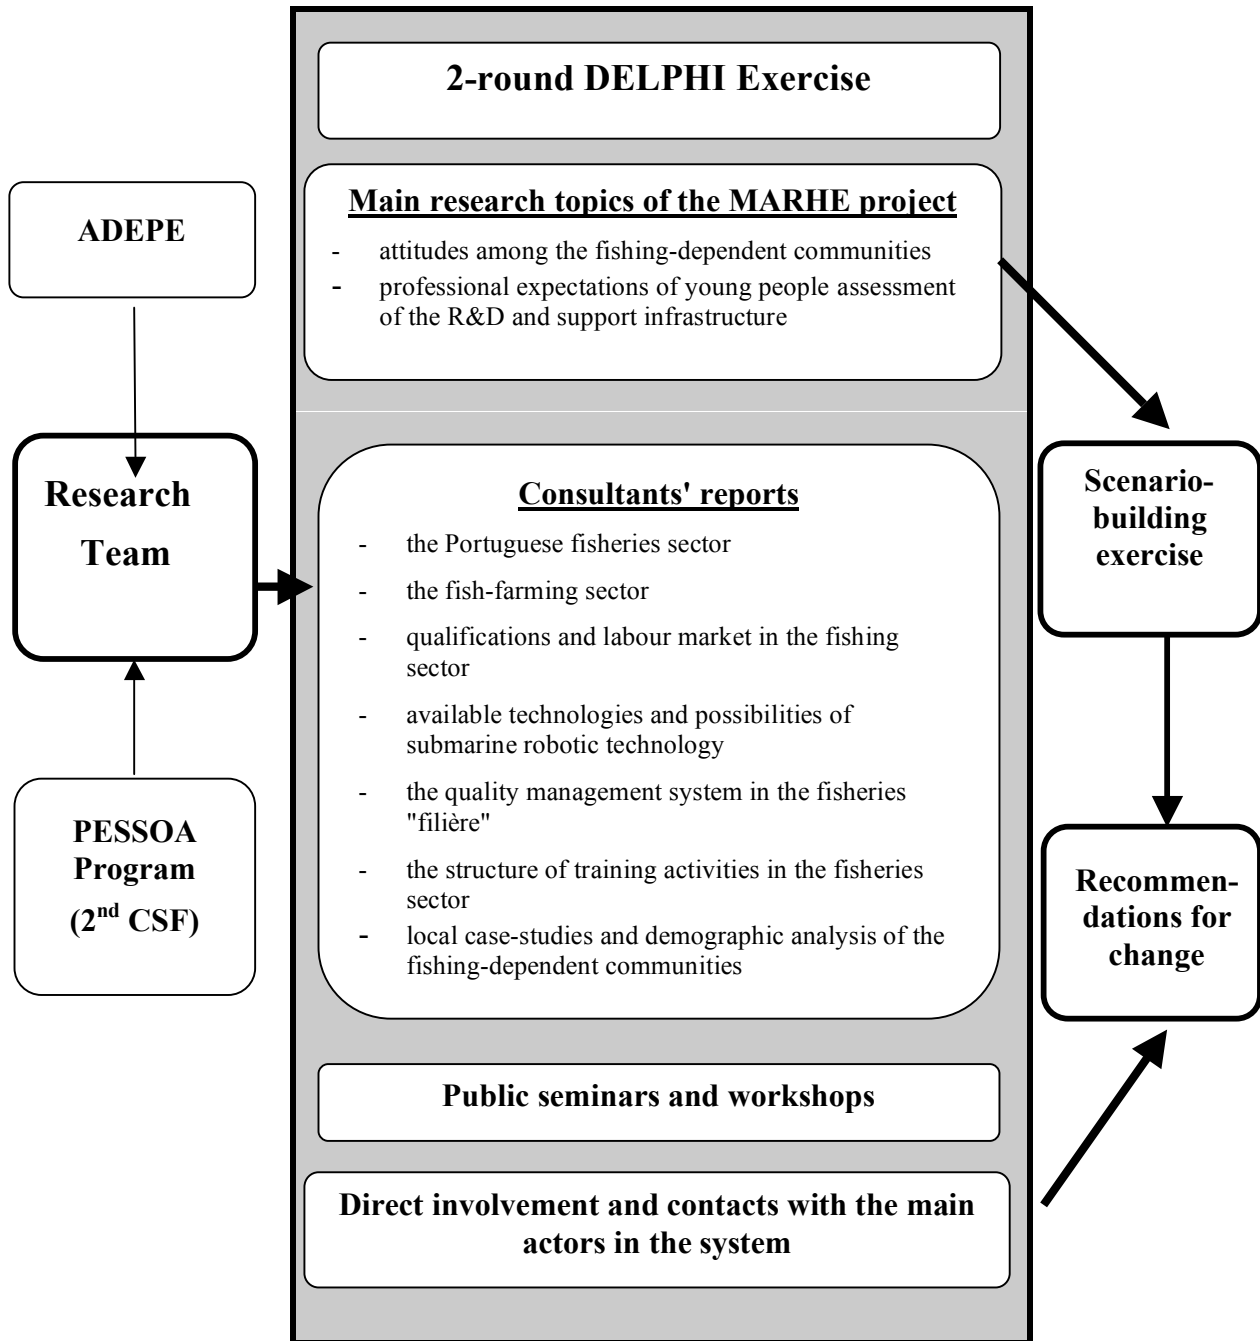 2-round DELPHI Exercise
Main research topics of the MARHE project
- attitudes among the fishing-dependent communities
- professional expectations of young people assessment
of the R&D and support infrastructure
ADEPE
Research
Team
PESSOA
Program
(2nd CSF)
Consultants' reports
- the Portuguese fisheries sector
- the fish-farming sector
- qualifications and labour market in the fishing
sector
- available technologies and possibilities of
submarine robotic technology
- the quality management system in the fisheries
"filière"
- the structure of training activities in the fisheries
sector
- local case-studies and demographic analysis of the
fishing-dependent communities
Public seminars and workshops
Direct involvement and contacts with the main
actors in the system
Scenario-
building
exercise
Recommen-
dations for
change